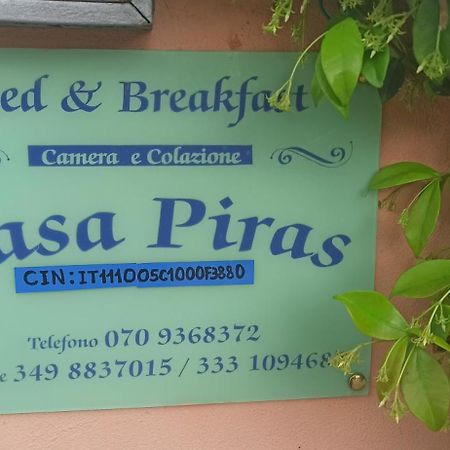 ed & Breakfast
Camera e Colazione
asa Piras
CIN: IT111005C1000F3880
Telefono 070 9368372
e 349 8837015 / 333 109468